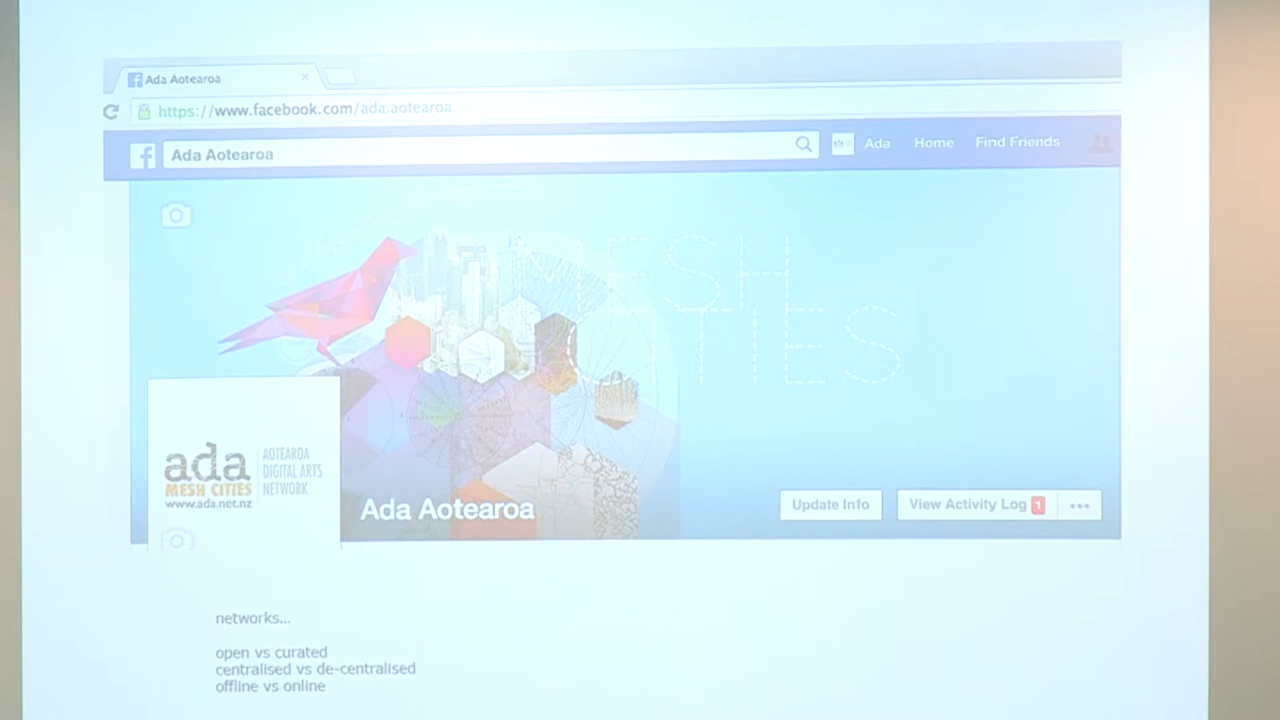 Ada Aotearoa
https://www.facebook.com/ada.aotearoa
Ada Aotearoa
Ada Home Find Friends
MESH
CITIES
ada
MESH CITIES
www.ada.net.nz
AOTEAROA
DIGITAL ARTS
NETWORK
Ada Aotearoa
Update Info
View Activity Log 1
networks...
open vs curated
centralised vs de-centralised
offline vs online